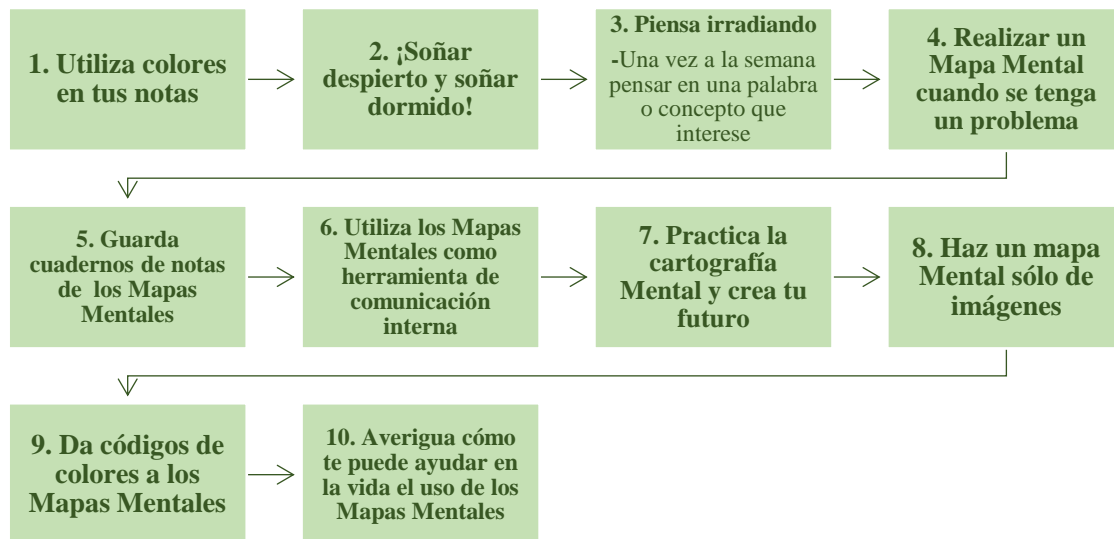 1. Utiliza colores
en tus notas
2. ¡Soñar
despierto y soñar
dormido!
3. Piensa irradiando
-Una vez a la semana
pensar en una palabra
o concepto que
interese
4. Realizar un
Mapa Mental
cuando se tenga
un problema
5. Guarda
cuadernos de notas
de los Mapas
Mentales
6. Utiliza los Mapas
Mentales como
herramienta de
comunicación
interna
7. Practica la
cartografía
Mental y crea tu
futuro
8. Haz un mapa
Mental sólo de
imágenes
9. Da códigos de
colores a los
Mapas Mentales
10. Averigua cómo
te puede ayudar en
la vida el uso de los
Mapas Mentales